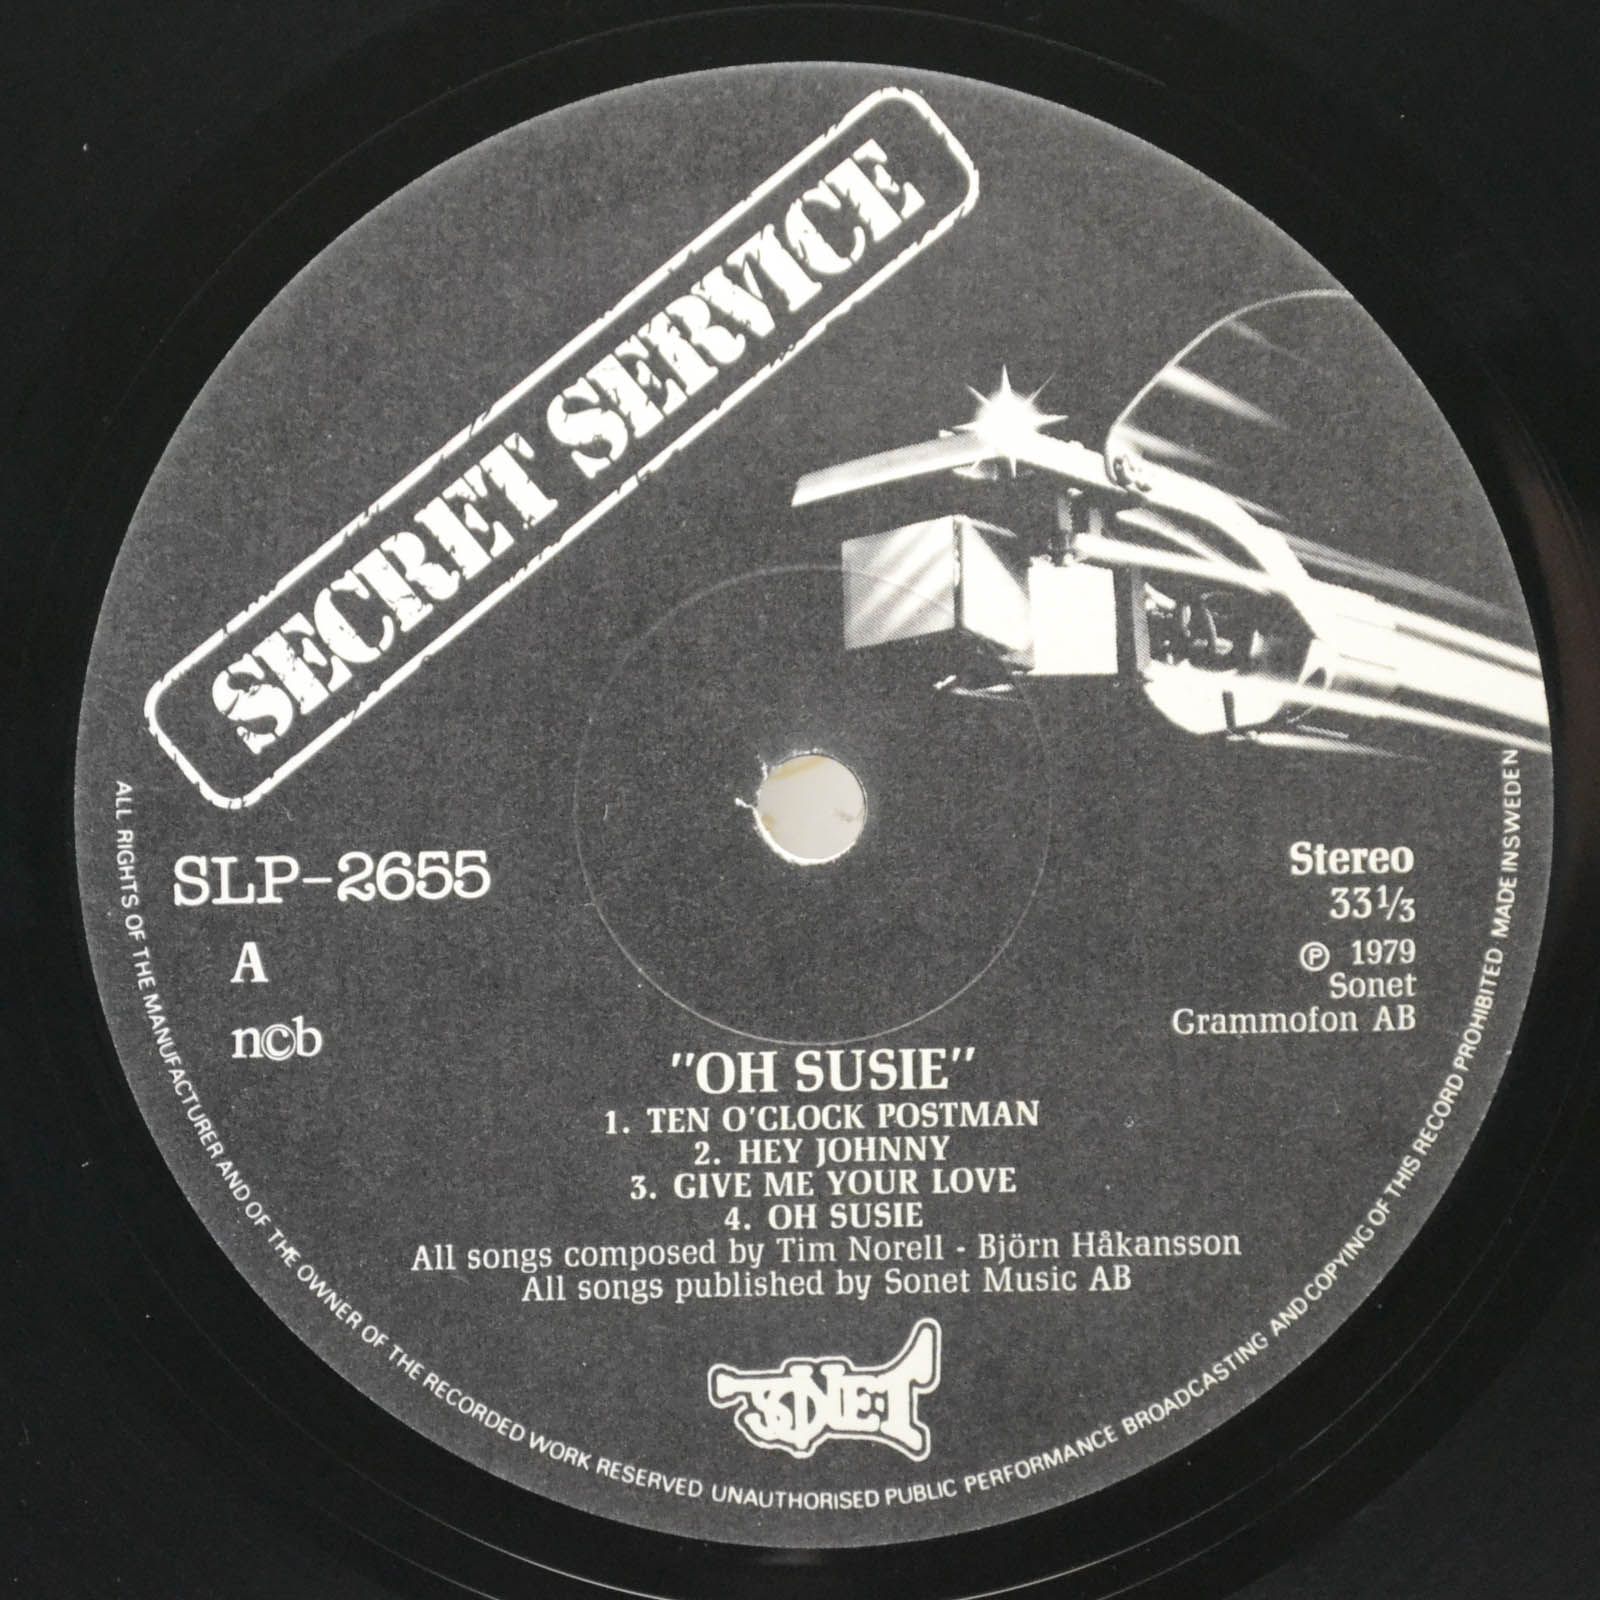 SECRET SERVICE
SLP-2655
A
n©b
Stereo
33⅓
℗ 1979
Sonet
Grammofon AB
"OH SUSIE"
1. TEN O'CLOCK POSTMAN
2. HEY JOHNNY
3. GIVE ME YOUR LOVE
4. OH SUSIE
All songs composed by Tim Norell - Björn Håkansson
All songs published by Sonet Music AB
SONET
ALL RIGHTS OF THE MANUFACTURER AND OF THE OWNER OF THE RECORDED WORK RESERVED UNAUTHORISED PUBLIC PERFORMANCE BROADCASTING AND COPYING OF THIS RECORD PROHIBITED MADE IN SWEDEN